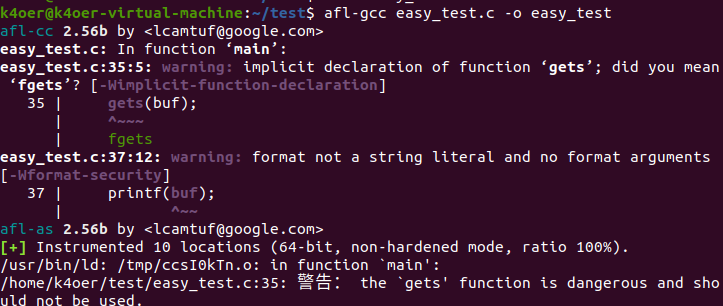 k4oer@k4oer-virtual-machine:~/test$ afl-gcc easy_test.c -o easy_test
afl-cc 2.56b by <lcamtuf@google.com>
easy_test.c: In function ‘main’:
easy_test.c:35:5: warning: implicit declaration of function ‘gets’; did you mean
 ‘fgets’? [-Wimplicit-function-declaration]
   35 |     gets(buf);
      |     ^~~~
      |     fgets
easy_test.c:37:12: warning: format not a string literal and no format arguments
[-Wformat-security]
   37 |     printf(buf);
      |            ^~~
afl-as 2.56b by <lcamtuf@google.com>
[+] Instrumented 10 locations (64-bit, non-hardened mode, ratio 100%).
/usr/bin/ld: /tmp/ccsI0kTn.o: in function `main':
/home/k4oer/test/easy_test.c:35: 警告： the `gets' function is dangerous and sho
uld not be used.